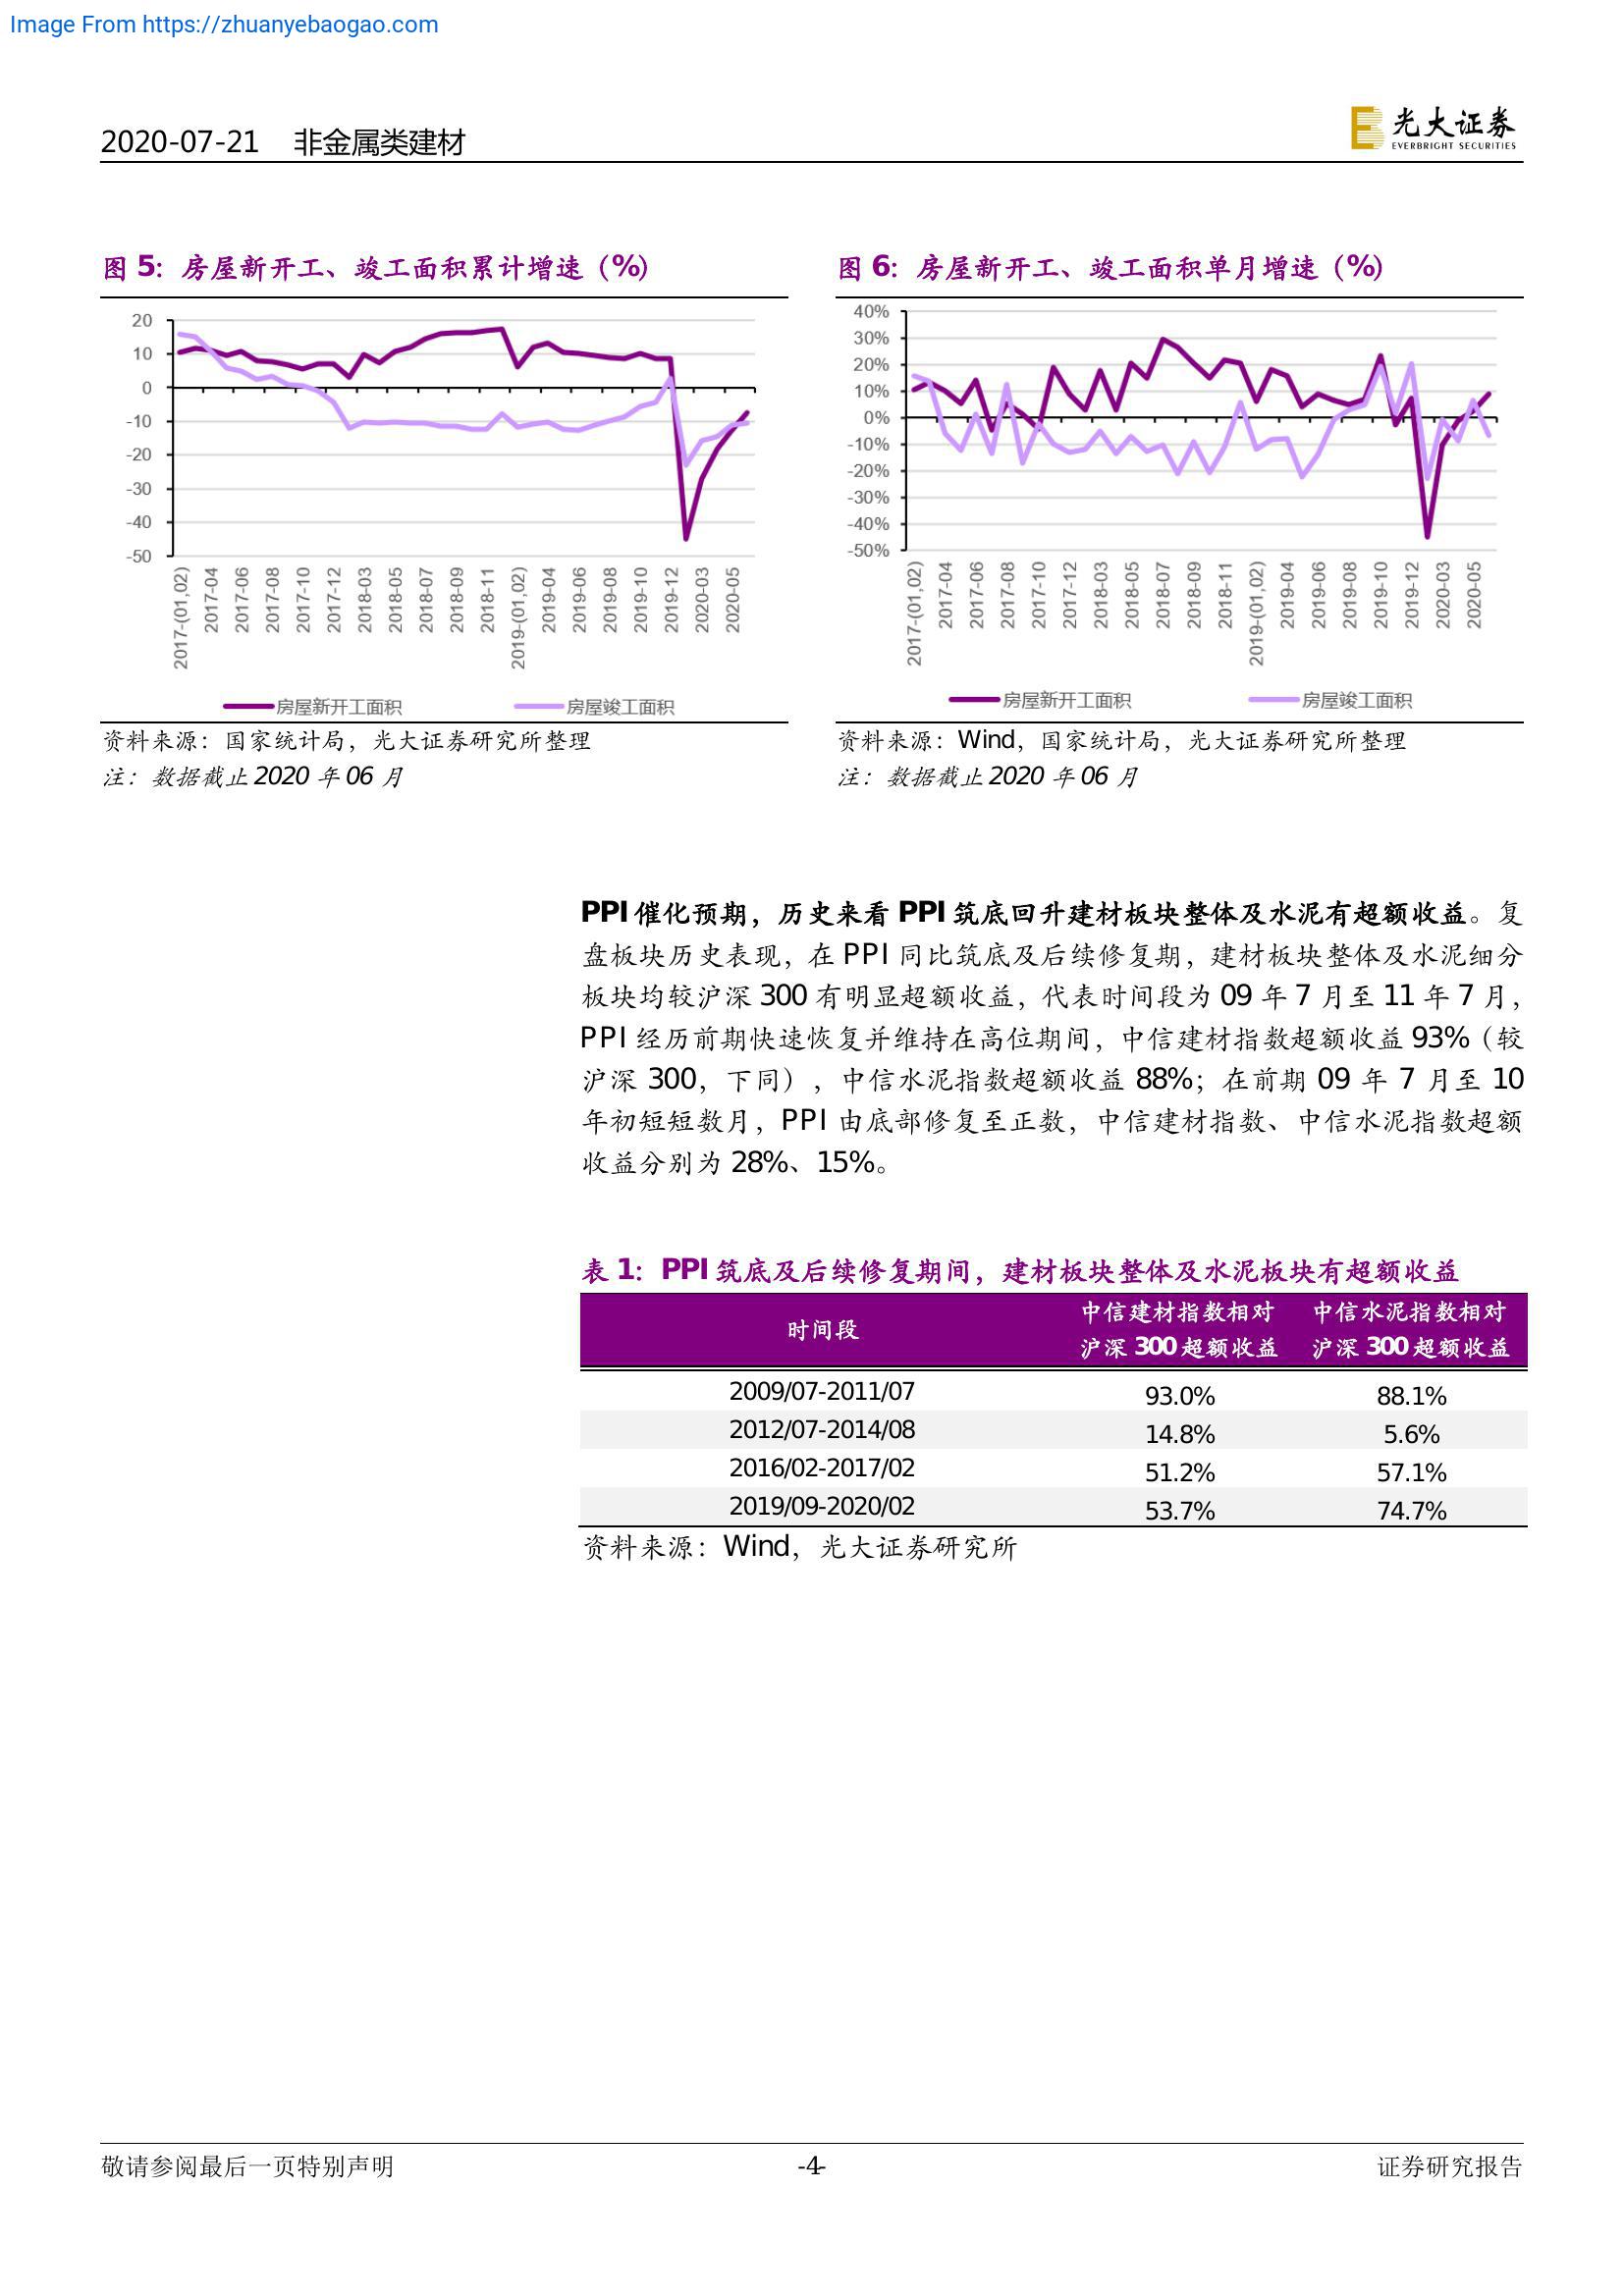 Image From https://zhuanyebaogao.com
2020-07-21 非金属类建材
光大证券
EVERBRIGHT SECURITIES
图 5：房屋新开工、竣工面积累计增速（%）
20
10
0
-10
-20
-30
-40
-50
2017-(01,02)
2017-04
2017-06
2017-08
2017-10
2017-12
2018-03
2018-05
2018-07
2018-09
2018-11
2019-(01,02)
2019-04
2019-06
2019-08
2019-10
2019-12
2020-03
2020-05
房屋新开工面积 房屋竣工面积
资料来源：国家统计局，光大证券研究所整理
注：数据截止 2020 年 06 月
图 6：房屋新开工、竣工面积单月增速（%）
40%
30%
20%
10%
0%
-10%
-20%
-30%
-40%
-50%
2017-(01,02)
2017-04
2017-06
2017-08
2017-10
2017-12
2018-03
2018-05
2018-07
2018-09
2018-11
2019-(01,02)
2019-04
2019-06
2019-08
2019-10
2019-12
2020-03
2020-05
房屋新开工面积 房屋竣工面积
资料来源：Wind，国家统计局，光大证券研究所整理
注：数据截止 2020 年 06 月
PPI 催化预期，历史来看 PPI 筑底回升建材板块整体及水泥有超额收益。复
盘板块历史表现，在 PPI 同比筑底及后续修复期，建材板块整体及水泥细分
板块均较沪深 300 有明显超额收益，代表时间段为 09 年 7 月至 11 年 7 月，
PPI 经历前期快速恢复并维持在高位期间，中信建材指数超额收益 93%（较
沪深 300，下同），中信水泥指数超额收益 88%；在前期 09 年 7 月至 10
年初短短数月，PPI 由底部修复至正数，中信建材指数、中信水泥指数超额
收益分别为 28%、15%。
表 1：PPI 筑底及后续修复期间，建材板块整体及水泥板块有超额收益
时间段 中信建材指数相对 中信水泥指数相对
沪深 300 超额收益 沪深 300 超额收益
2009/07-2011/07 93.0% 88.1%
2012/07-2014/08 14.8% 5.6%
2016/02-2017/02 51.2% 57.1%
2019/09-2020/02 53.7% 74.7%
资料来源：Wind，光大证券研究所
敬请参阅最后一页特别声明 -4- 证券研究报告